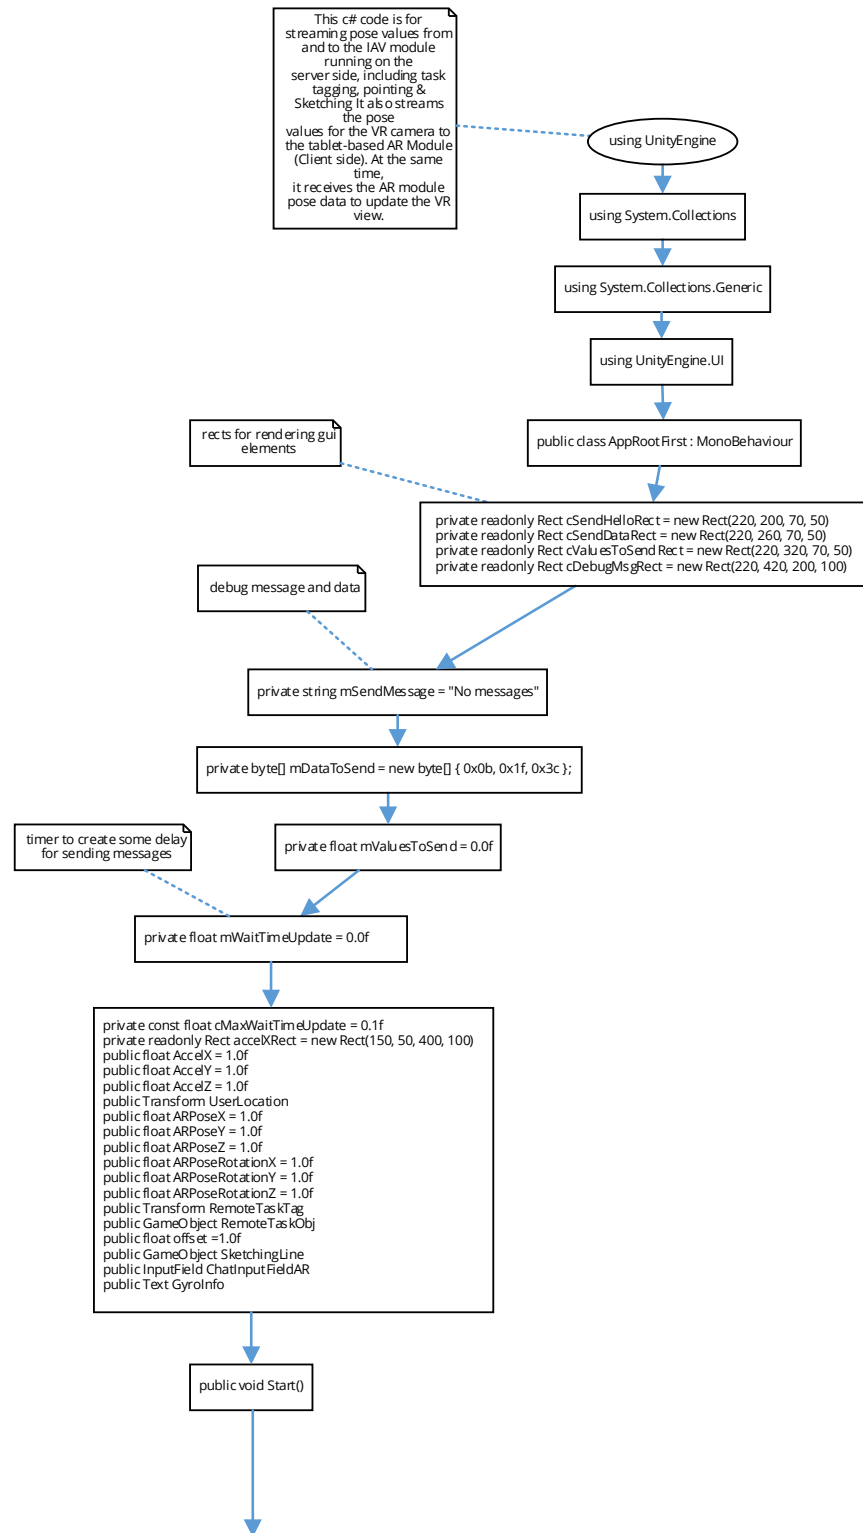 This c# code is for
streaming pose values from
and to the IAV module
running on the
server side, including task
tagging, pointing &
Sketching It also streams
the pose
values for the VR camera to
the tablet-based AR Module
(Client side). At the same
time,
it receives the AR module
pose data to update the VR
view.
using UnityEngine
using System.Collections
using System.Collections.Generic
using UnityEngine.UI
public class AppRootFirst : MonoBehaviour
rects for rendering gui
elements
private readonly Rect cSendHelloRect = new Rect(220, 200, 70, 50)
private readonly Rect cSendDataRect = new Rect(220, 260, 70, 50)
private readonly Rect cValuesToSendRect = new Rect(220, 320, 70, 50)
private readonly Rect cDebugMsgRect = new Rect(220, 420, 200, 100)
debug message and data
private string mSendMessage = "No messages"
private byte[] mDataToSend = new byte[] { 0x0b, 0x1f, 0x3c };
timer to create some delay
for sending messages
private float mValuesToSend = 0.0f
private float mWaitTimeUpdate = 0.0f
private const float cMaxWaitTimeUpdate = 0.1f
private readonly Rect accelXRect = new Rect(150, 50, 400, 100)
public float AccelX = 1.0f
public float AccelY = 1.0f
public float AccelZ = 1.0f
public Transform UserLocation
public float ARPoseX = 1.0f
public float ARPoseY = 1.0f
public float ARPoseZ = 1.0f
public float ARPoseRotationX = 1.0f
public float ARPoseRotationY = 1.0f
public float ARPoseRotationZ = 1.0f
public Transform RemoteTaskTag
public GameObject RemoteTaskObj
public float offset =1.0f
public GameObject SketchingLine
public InputField ChatInputFieldAR
public Text GyroInfo
public void Start()